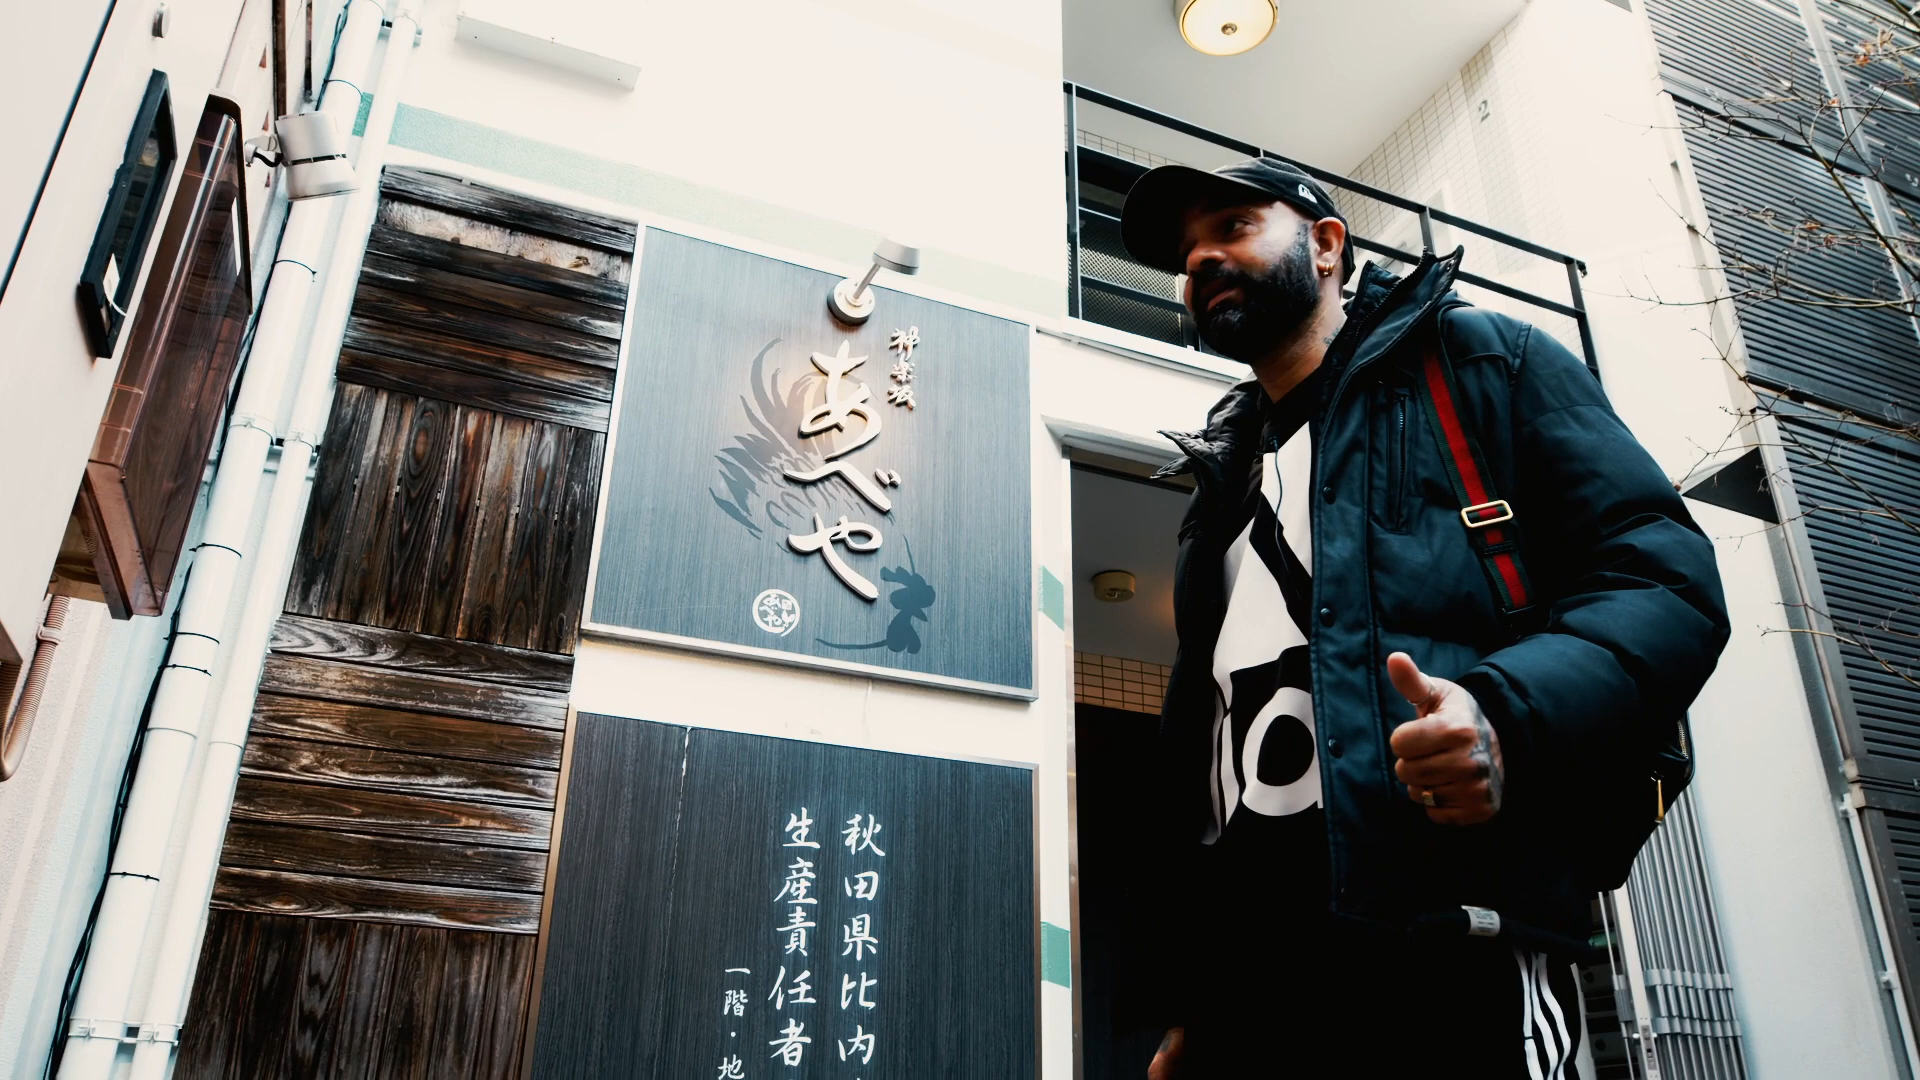 神楽坂
あべや
秋田県比内
生産責任者
一階・地
2